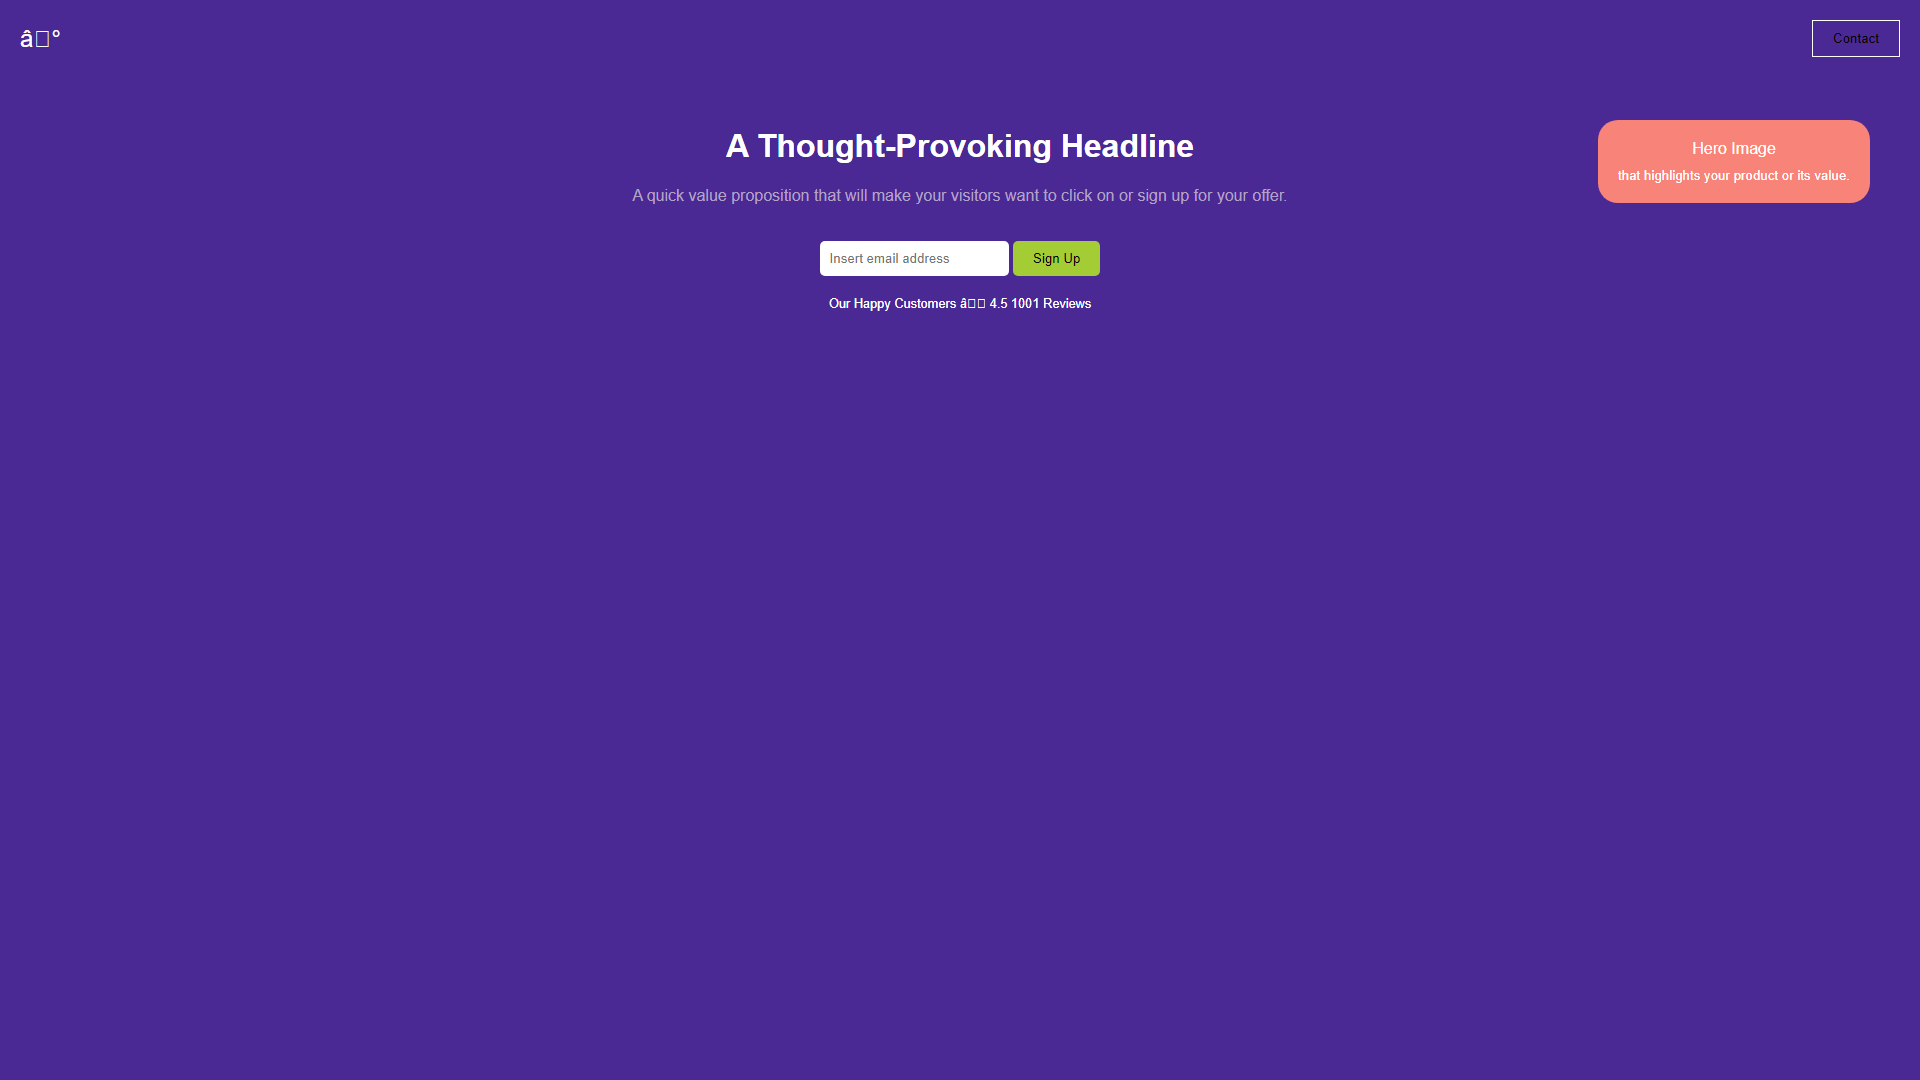 â□°
Contact
A Thought-Provoking Headline
Hero Image
A quick value proposition that will make your visitors want to click on or sign up for your offer.
that highlights your product or its value.
Insert email address
Sign Up
Our Happy Customers â□□ 4.5 1001 Reviews